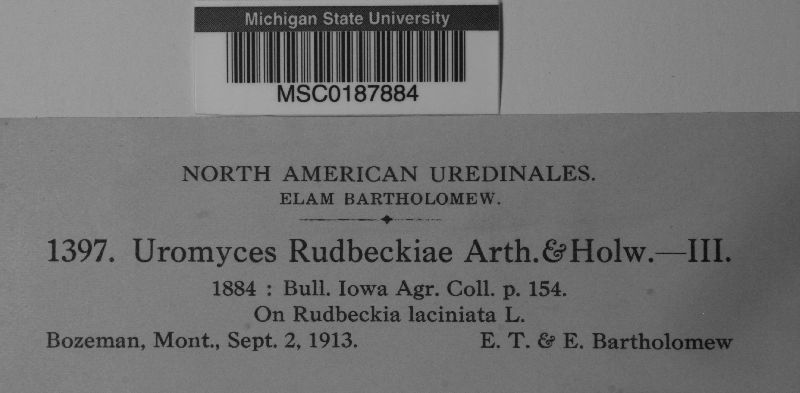 Michigan State University
MSC0187884
NORTH AMERICAN UREDINALES.
ELAM BARTHOLOMEW.
1397. Uromyces Rudbeckiae Arth.&Holw.—III.
1884 : Bull. Iowa Agr. Coll. p. 154.
On Rudbeckia laciniata L.
Bozeman, Mont., Sept. 2, 1913. E. T. & E. Bartholomew